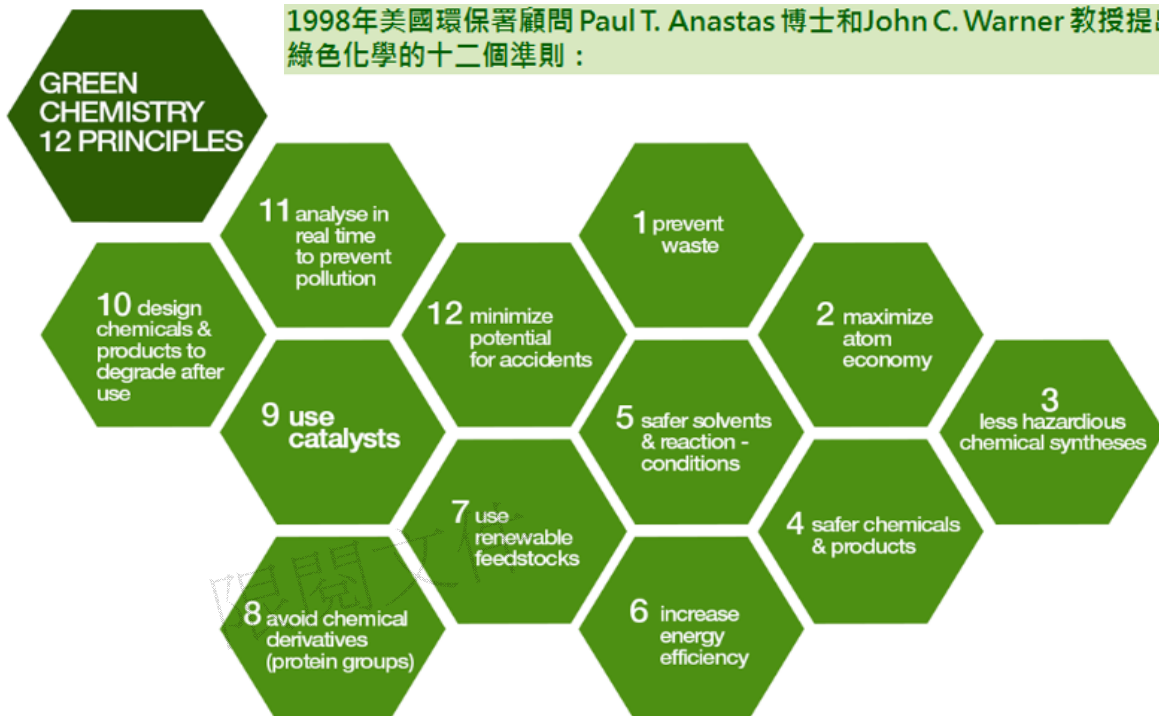 1998年美國環保署顧問 Paul T. Anastas 博士和John C. Warner 教授提出
綠色化學的十二個準則：
GREEN
CHEMISTRY
12 PRINCIPLES
1 prevent
waste
2 maximize
atom
economy
3
less hazardious
chemical syntheses
4 safer chemicals
& products
5 safer solvents
& reaction -
conditions
6 increase
energy
efficiency
7 use
renewable
feedstocks
8 avoid chemical
derivatives
(protein groups)
9 use
catalysts
10 design
chemicals &
products to
degrade after
use
11 analyse in
real time
to prevent
pollution
12 minimize
potential
for accidents
限閱文件